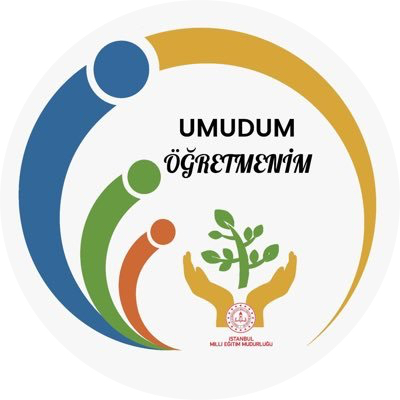 UMUDUM
ÖĞRETMENİM
İSTANBUL
MİLLİ EĞİTİM MÜDÜRLÜĞÜ